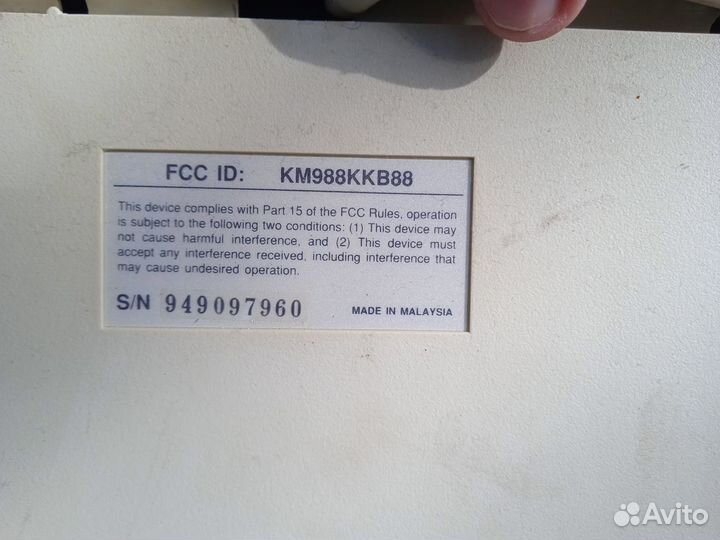 FCC ID: KM988KKB88
This device complies with Part 15 of the FCC Rules, operation
is subject to the following two conditions: (1) This device may
not cause harmful interference, and (2) This device must
accept any interference received, including interference that
may cause undesired operation.
S/N 949097960 MADE IN MALAYSIA
Avito